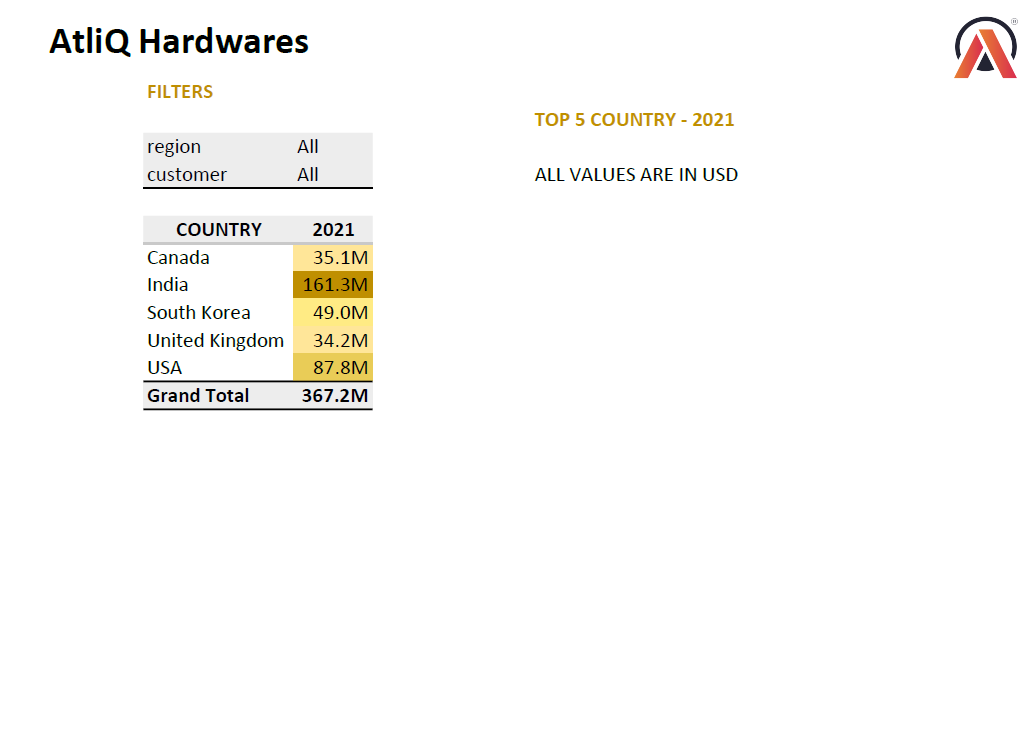 AtliQ Hardwares
FILTERS
TOP 5 COUNTRY - 2021
region All
customer All
ALL VALUES ARE IN USD
COUNTRY 2021
Canada 35.1M
India 161.3M
South Korea 49.0M
United Kingdom 34.2M
USA 87.8M
Grand Total 367.2M